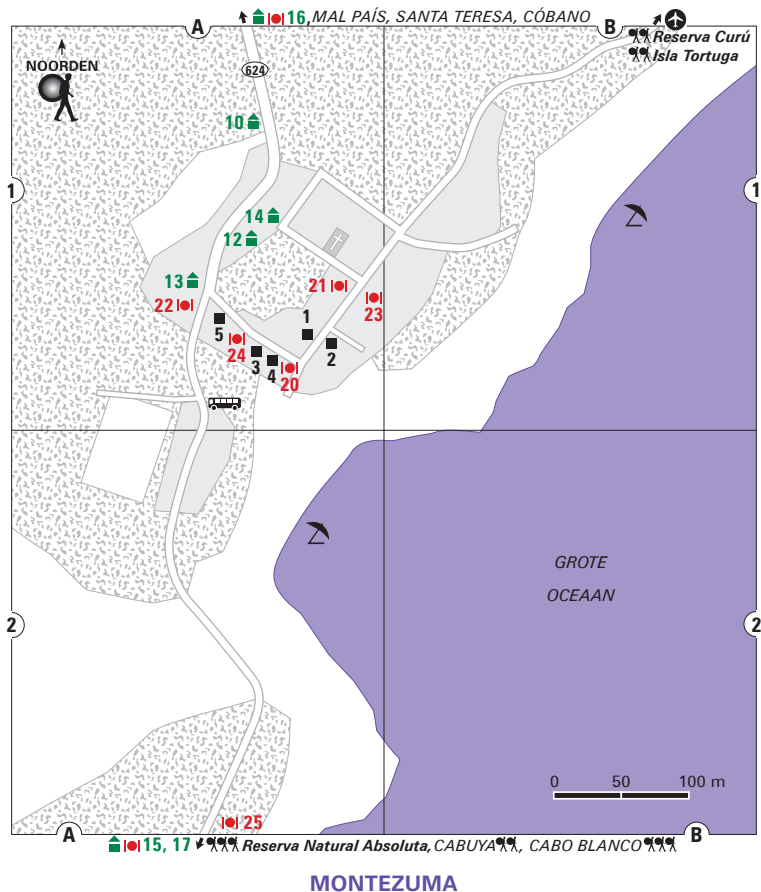 A
16, MAL PAÍS, SANTA TERESA, CÓBANO
B
Reserva Curú
Isla Tortuga
NOORDEN
624
10
1
1
14
12
13
21
22
23
1
5
24
2
3
4
20
GROTE
OCEAAN
2
2
0 50 100 m
25
A
B
15, 17 Reserva Natural Absoluta, CABUYA, CABO BLANCO
MONTEZUMA